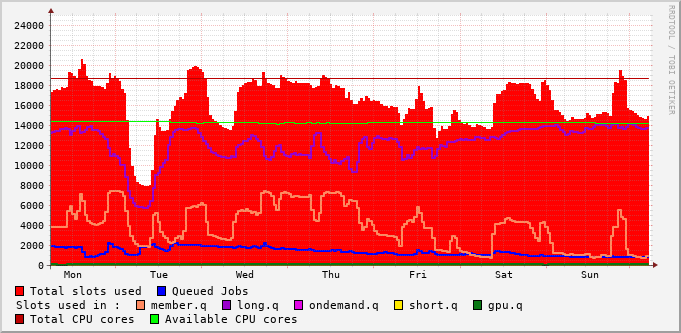 24000
22000
20000
18000
16000
14000
12000
10000
8000
6000
4000
2000
0
Mon Tue Wed Thu Fri Sat Sun
RRDTOOL / TOBI OETIKER
Total slots used Queued Jobs
Slots used in : member.q long.q ondemand.q short.q gpu.q
Total CPU cores Available CPU cores